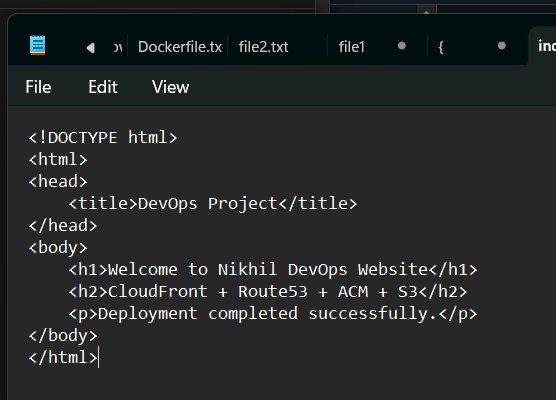 Dockerfile.tx
file2.txt
file1
{
File
Edit
View
<!DOCTYPE html>
<html>
<head>
    <title>DevOps Project</title>
</head>
<body>
    <h1>Welcome to Nikhil DevOps Website</h1>
    <h2>CloudFront + Route53 + ACM + S3</h2>
    <p>Deployment completed successfully.</p>
</body>
</html>